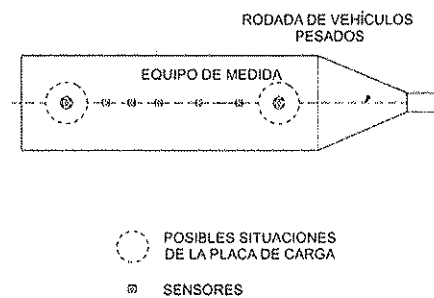 RODADA DE VEHÍCULOS
PESADOS
EQUIPO DE MEDIDA
POSIBLES SITUACIONES
DE LA PLACA DE CARGA
SENSORES